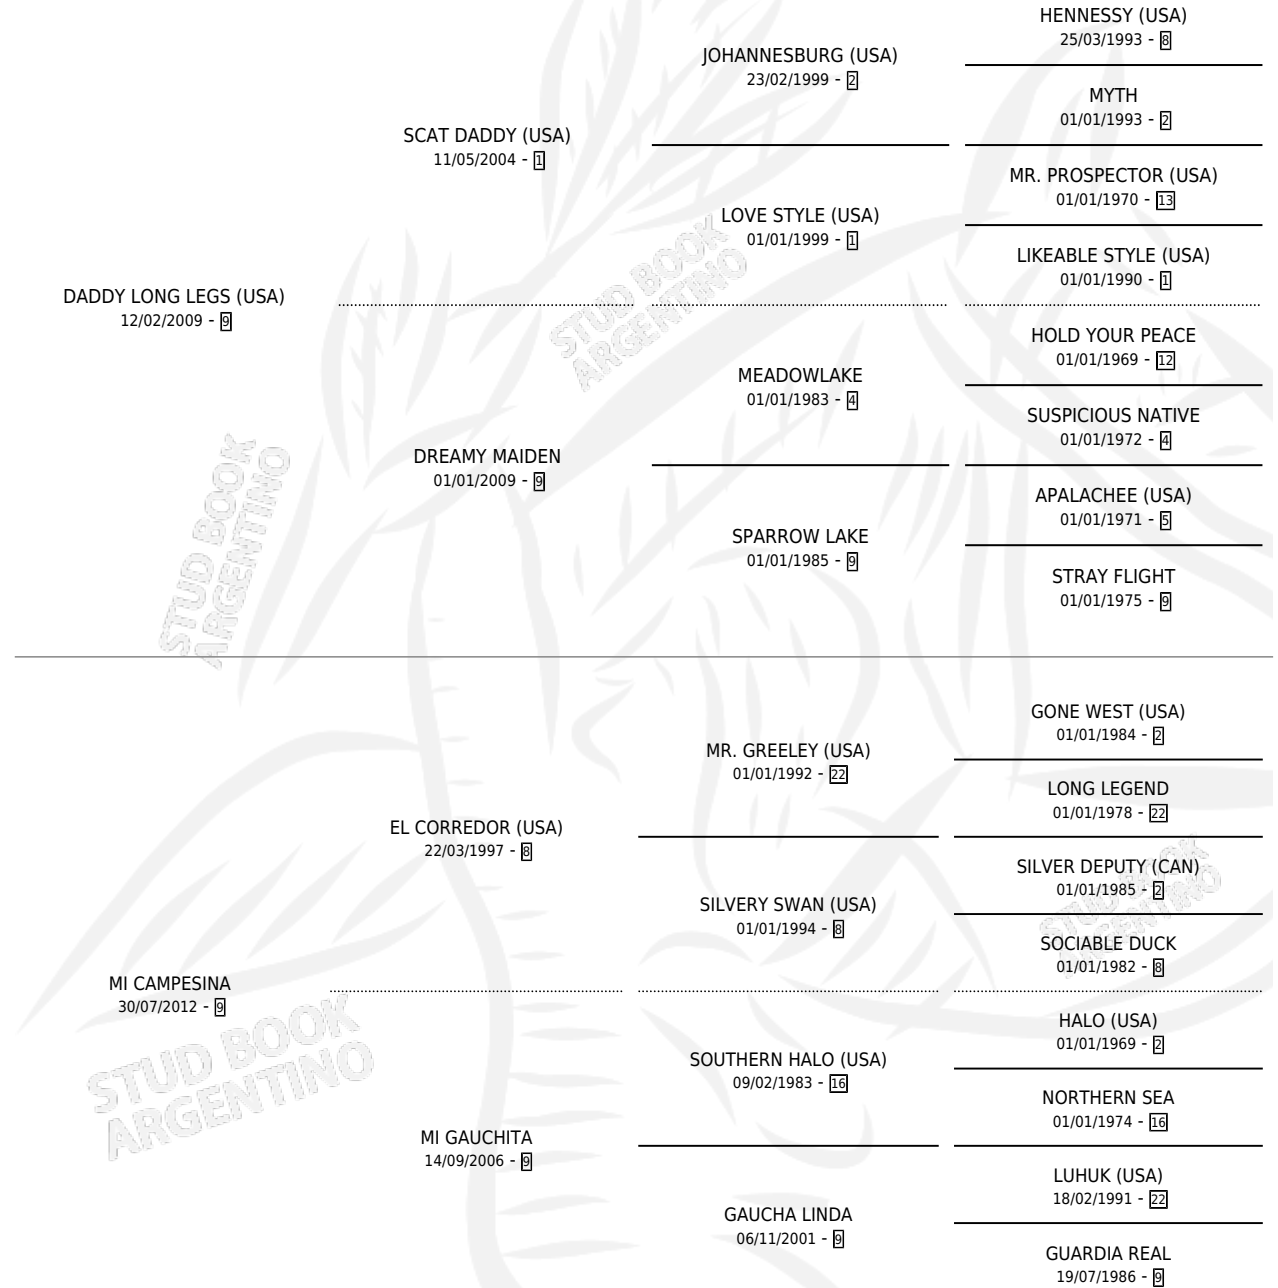 HENNESSY (USA)
25/03/1993 - 8
JOHANNESBURG (USA)
23/02/1999 - 2
MYTH
01/01/1993 - 2
SCAT DADDY (USA)
11/05/2004 - 1
MR. PROSPECTOR (USA)
01/01/1970 - 13
LOVE STYLE (USA)
01/01/1999 - 1
LIKEABLE STYLE (USA)
01/01/1990 - 1
DADDY LONG LEGS (USA)
12/02/2009 - 9
STUD BOOK
ARGENTINO
HOLD YOUR PEACE
01/01/1969 - 12
MEADOWLAKE
01/01/1983 - 4
SUSPICIOUS NATIVE
01/01/1972 - 4
DREAMY MAIDEN
01/01/2009 - 9
APALACHEE (USA)
01/01/1971 - 5
SPARROW LAKE
01/01/1985 - 9
STRAY FLIGHT
01/01/1975 - 9
STUD BOOK
ARGENTINO
GONE WEST (USA)
01/01/1984 - 2
MR. GREELEY (USA)
01/01/1992 - 22
LONG LEGEND
01/01/1978 - 22
EL CORREDOR (USA)
22/03/1997 - 8
SILVER DEPUTY (CAN)
01/01/1985 - 2
SILVERY SWAN (USA)
01/01/1994 - 8
STUD BOOK
ARGENTINO
SOCIABLE DUCK
01/01/1982 - 8
MI CAMPESINA
30/07/2012 - 9
STUD BOOK
ARGENTINO
HALO (USA)
01/01/1969 - 2
SOUTHERN HALO (USA)
09/02/1983 - 16
NORTHERN SEA
01/01/1974 - 16
MI GAUCHITA
14/09/2006 - 9
LUHUK (USA)
18/02/1991 - 22
GAUCHA LINDA
06/11/2001 - 9
GUARDIA REAL
19/07/1986 - 9